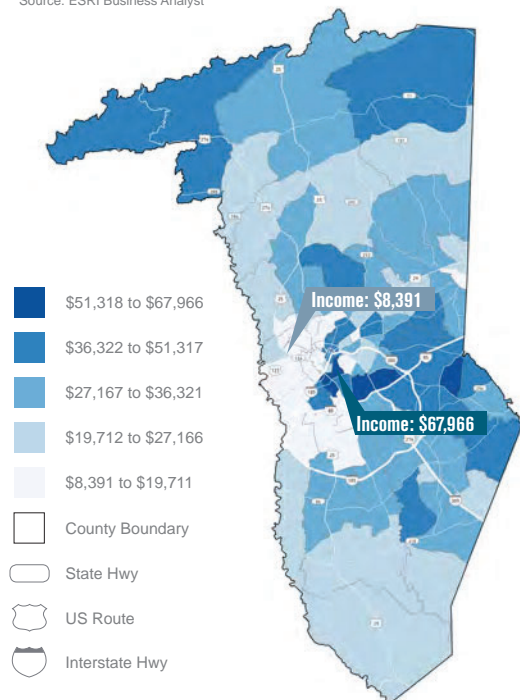 Source: ESRI Business Analyst
Income: $8,391
Income: $67,966
$51,318 to $67,966
$36,322 to $51,317
$27,167 to $36,321
$19,712 to $27,166
$8,391 to $19,711
County Boundary
State Hwy
US Route
Interstate Hwy